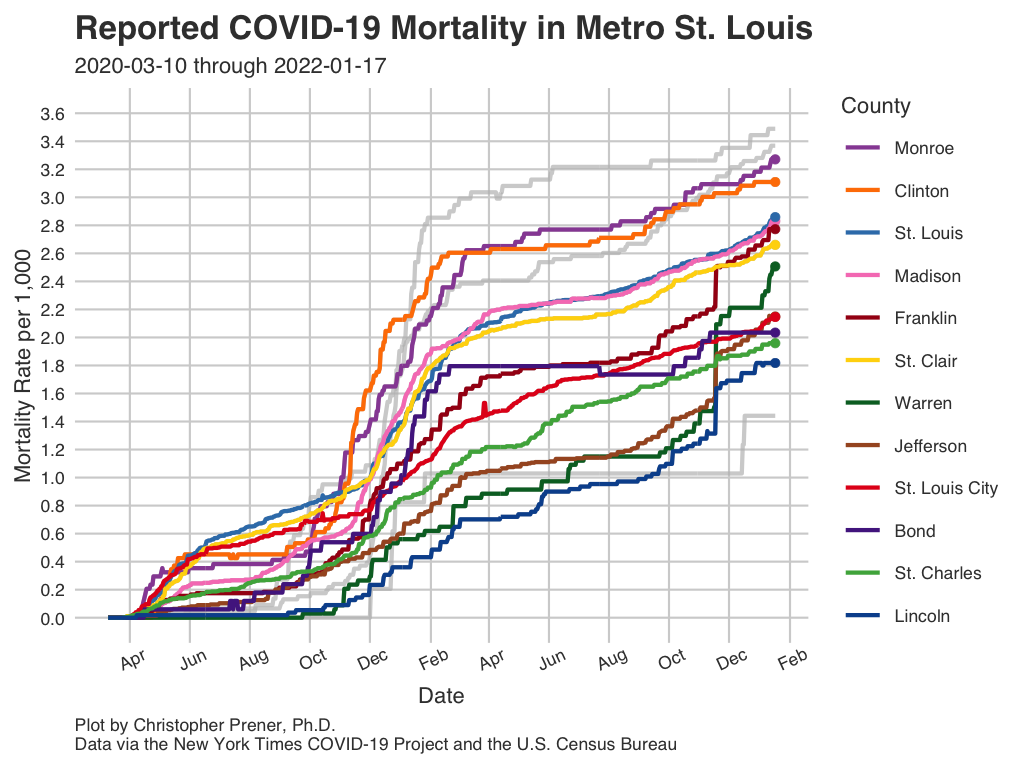 Reported COVID-19 Mortality in Metro St. Louis
2020-03-10 through 2022-01-17
Mortality Rate per 1,000
3.6
3.4
3.2
3.0
2.8
2.6
2.4
2.2
2.0
1.8
1.6
1.4
1.2
1.0
0.8
0.6
0.4
0.2
0.0
Apr Jun Aug Oct Dec Feb Apr Jun Aug Oct Dec Feb
Date
County
Monroe
Clinton
St. Louis
Madison
Franklin
St. Clair
Warren
Jefferson
St. Louis City
Bond
St. Charles
Lincoln
Plot by Christopher Prener, Ph.D.
Data via the New York Times COVID-19 Project and the U.S. Census Bureau